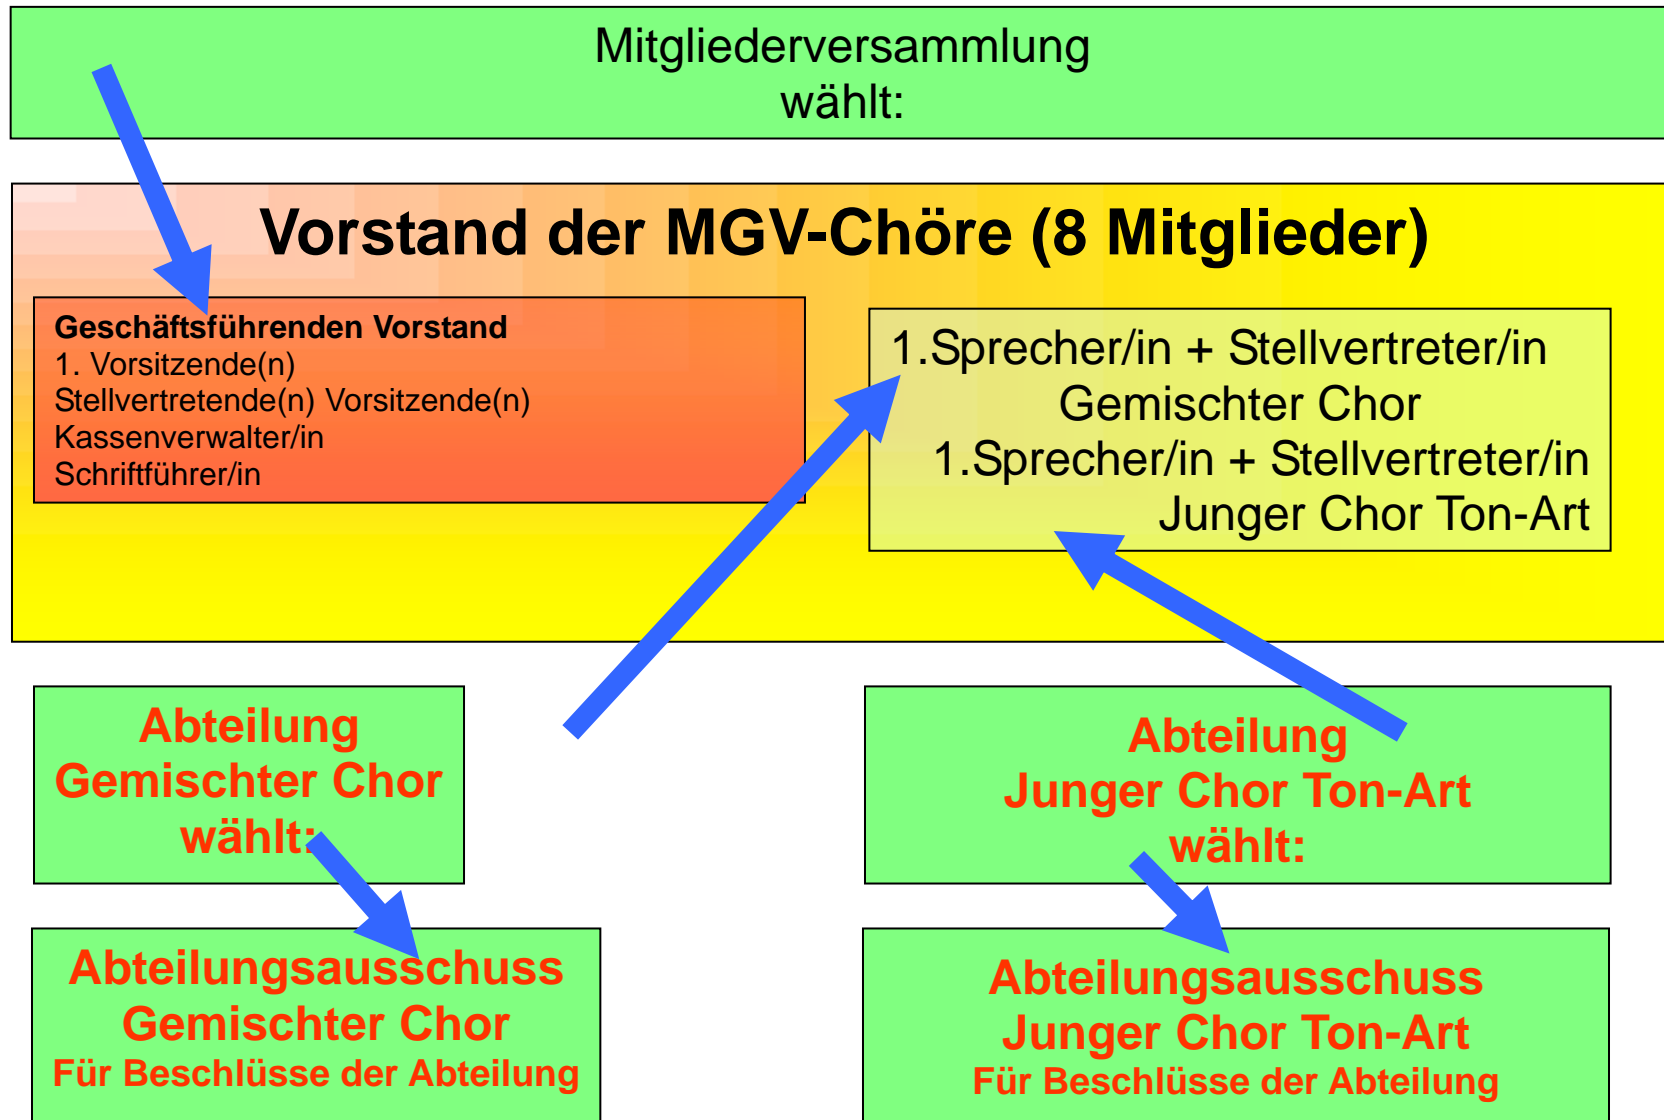 Mitgliederversammlung
wählt:
Vorstand der MGV-Chöre (8 Mitglieder)
Geschäftsführenden Vorstand
1. Vorsitzende(n)
Stellvertretende(n) Vorsitzende(n)
Kassenverwalter/in
Schriftführer/in
1.Sprecher/in + Stellvertreter/in
Gemischter Chor
1.Sprecher/in + Stellvertreter/in
Junger Chor Ton-Art
Abteilung
Gemischter Chor
wählt:
Abteilung
Junger Chor Ton-Art
wählt:
Abteilungsausschuss
Gemischter Chor
Für Beschlüsse der Abteilung
Abteilungsausschuss
Junger Chor Ton-Art
Für Beschlüsse der Abteilung